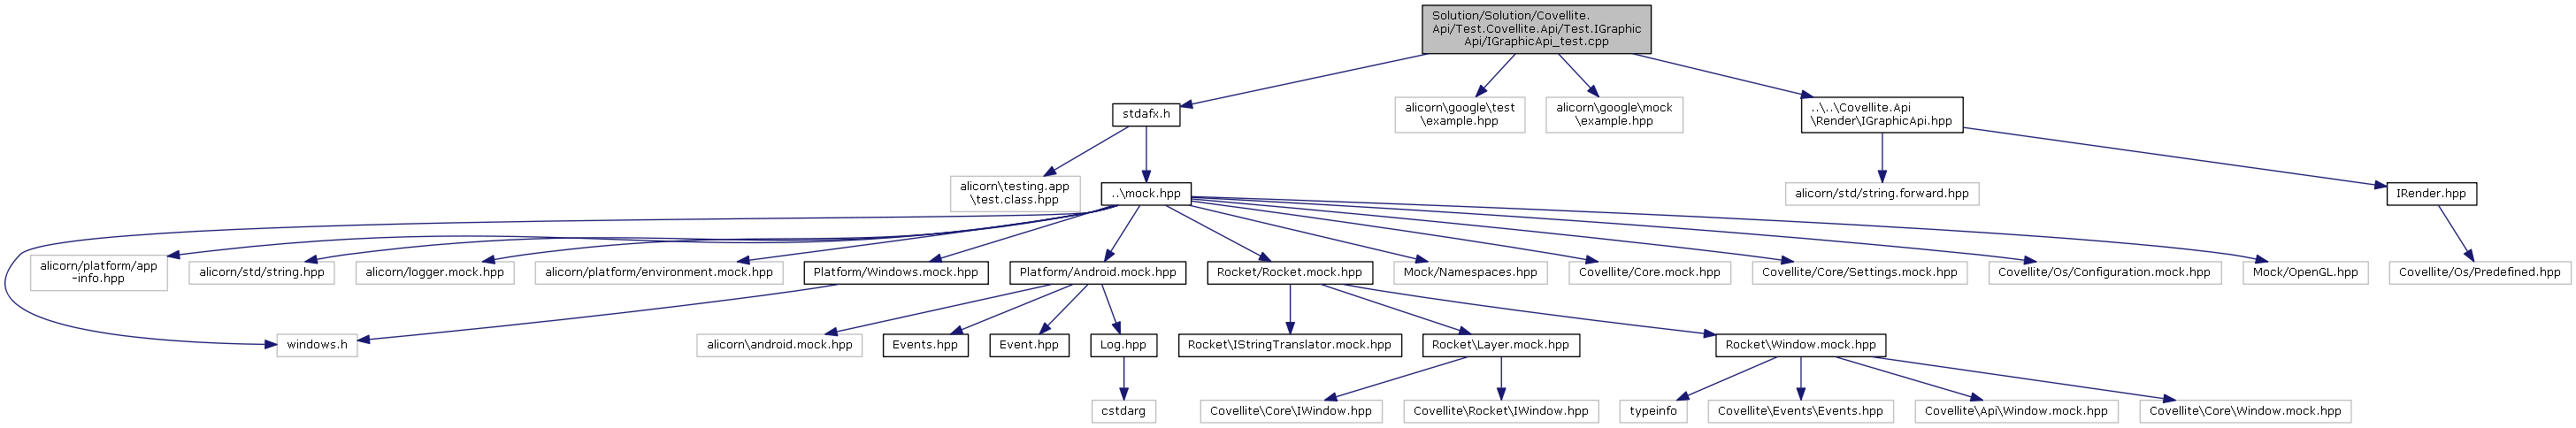 Solution/Solution/Covellite.
Api/Test.Covellite.Api/Test.IGraphic
Api/IGraphicApi_test.cpp
stdafx.h
alicorn\google\test
\example.hpp
alicorn\google\mock
\example.hpp
..\..\Covellite.Api
\Render\IGraphicApi.hpp
alicorn\testing.app
\test.class.hpp
..\mock.hpp
alicorn/std/string.forward.hpp
IRender.hpp
alicorn/platform/app
-info.hpp
alicorn/std/string.hpp
alicorn/logger.mock.hpp
alicorn/platform/environment.mock.hpp
Platform/Windows.mock.hpp
Platform/Android.mock.hpp
Rocket/Rocket.mock.hpp
Mock/Namespaces.hpp
Covellite/Core.mock.hpp
Covellite/Core/Settings.mock.hpp
Covellite/Os/Configuration.mock.hpp
Mock/OpenGL.hpp
Covellite/Os/Predefined.hpp
windows.h
alicorn\android.mock.hpp
Events.hpp
Event.hpp
Log.hpp
Rocket\IStringTranslator.mock.hpp
Rocket\Layer.mock.hpp
Rocket\Window.mock.hpp
cstdarg
Covellite\Core\IWindow.hpp
Covellite\Rocket\IWindow.hpp
typeinfo
Covellite\Events\Events.hpp
Covellite\Api\Window.mock.hpp
Covellite\Core\Window.mock.hpp